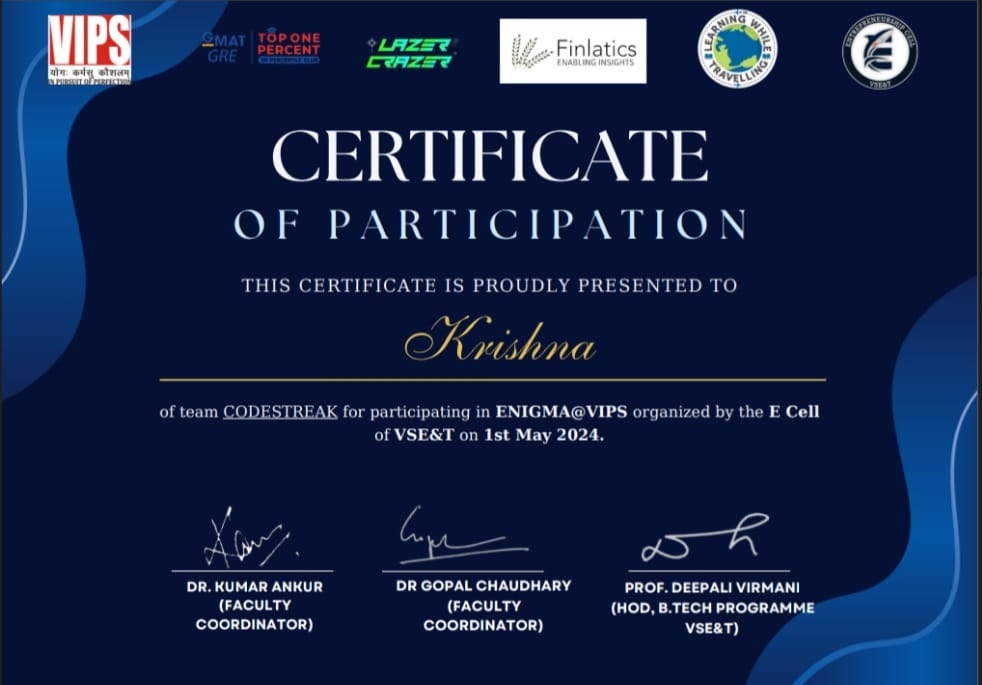 VIPS
योगः कर्मसु कौशलम्
IN PURSUIT OF PERFECTION
GMAT
GRE
TOP ONE
PERCENT
LAZER
CRAZER
Finlatics
ENABLING INSIGHTS
LEARNING WHILE
TRAVELLING
ENTREPRENEURSHIP CELL
VSE&T
CERTIFICATE
OF PARTICIPATION
THIS CERTIFICATE IS PROUDLY PRESENTED TO
Krishna
of team CODESTREAK for participating in ENIGMA@VIPS organized by the E Cell
of VSE&T on 1st May 2024.
DR. KUMAR ANKUR
(FACULTY
COORDINATOR)
DR GOPAL CHAUDHARY
(FACULTY
COORDINATOR)
PROF. DEEPALI VIRMANI
(HOD, B.TECH PROGRAMME
VSE&T)